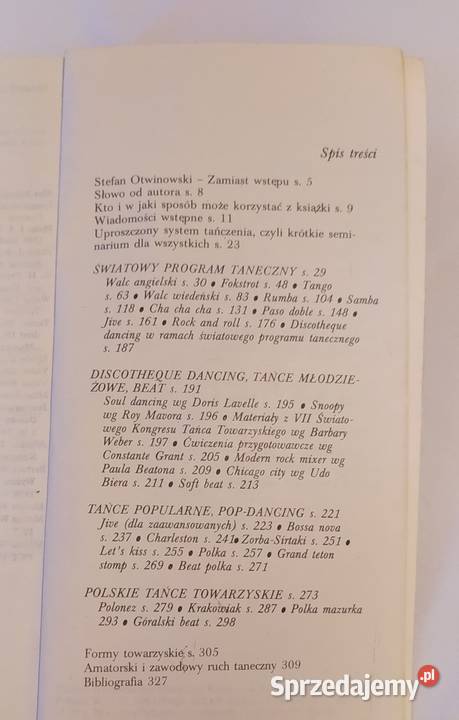 Spis treści
Stefan Otwinowski – Zamiast wstępu s. 5
Słowo od autora s. 8
Kto i w jaki sposób może korzystać z książki s. 9
Wiadomości wstępne s. 11
Uproszczony system tańczenia, czyli krótkie semi-
narium dla wszystkich s. 23
ŚWIATOWY PROGRAM TANECZNY s. 29
Walc angielski s. 30 • Fokstrot s. 48 • Tango
s. 63 • Walc wiedeński s. 83 • Rumba s. 104 • Samba
s. 118 • Cha cha cha s. 131 • Paso doble s. 148 •
Jive s. 161 • Rock and roll s. 176 • Discotheque
dancing w ramach światowego programu tanecznego
s. 187
DISCOTHEQUE DANCING, TAŃCE MŁODZIE-
ŻOWE, BEAT s. 191
Soul dancing wg Doris Lavelle s. 195 • Snoopy
wg Roy Mavora s. 196 • Materiały z VII Świato-
wego Kongresu Tańca Towarzyskiego wg Barbary
Weber s. 197 • Ćwiczenia przygotowawcze wg
Constante Grant s. 205 • Modern rock mixer wg
Paula Beatona s. 209 • Chicago city wg Udo
Biera s. 211 • Soft beat s. 213
TAŃCE POPULARNE, POP-DANCING s. 221
Jive (dla zaawansowanych) s. 223 • Bossa nova
s. 237 • Charleston s. 241 • Zorba-Sirtaki s. 251 •
Let's kiss s. 255 • Polka s. 257 • Grand teton
stomp s. 269 • Beat polka s. 271
POLSKIE TAŃCE TOWARZYSKIE s. 273
Polonez s. 279 • Krakowiak s. 287 • Polka mazurka
293 • Góralski beat s. 298
Formy towarzyskie s. 305
Amatorski i zawodowy ruch taneczny 309
Bibliografia 327
Sprzedajemy.pl